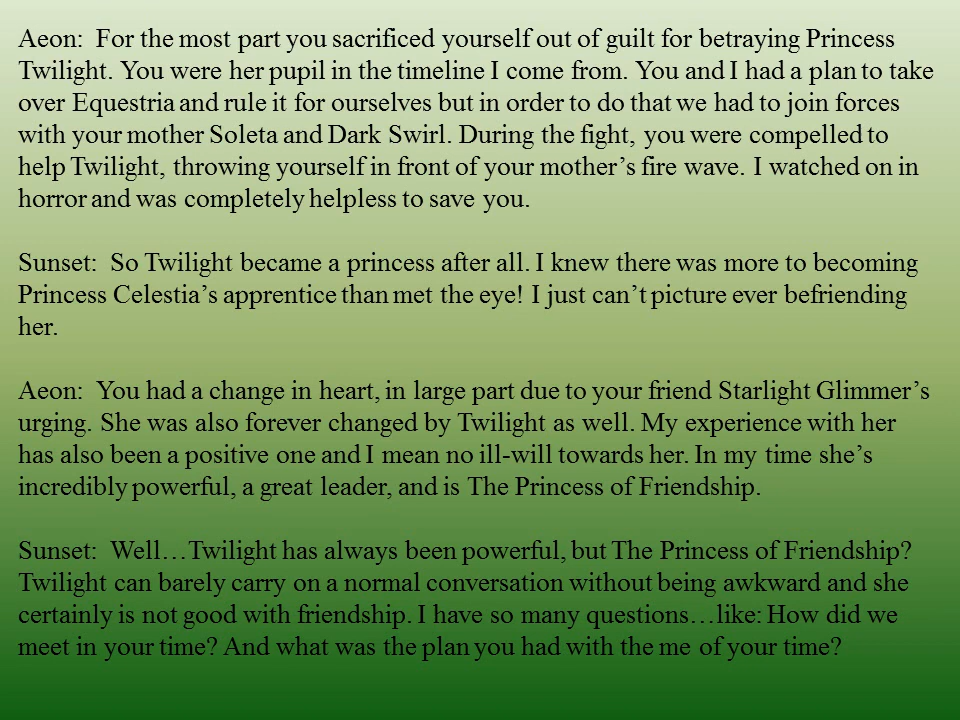 Aeon:  For the most part you sacrificed yourself out of guilt for betraying Princess
Twilight. You were her pupil in the timeline I come from. You and I had a plan to take
over Equestria and rule it for ourselves but in order to do that we had to join forces
with your mother Soleta and Dark Swirl. During the fight, you were compelled to
help Twilight, throwing yourself in front of your mother’s fire wave. I watched on in
horror and was completely helpless to save you.

Sunset:  So Twilight became a princess after all. I knew there was more to becoming
Princess Celestia’s apprentice than met the eye! I just can’t picture ever befriending
her.

Aeon:  You had a change in heart, in large part due to your friend Starlight Glimmer’s
urging. She was also forever changed by Twilight as well. My experience with her
has also been a positive one and I mean no ill-will towards her. In my time she’s
incredibly powerful, a great leader, and is The Princess of Friendship.

Sunset:  Well…Twilight has always been powerful, but The Princess of Friendship?
Twilight can barely carry on a normal conversation without being awkward and she
certainly is not good with friendship. I have so many questions…like: How did we
meet in your time? And what was the plan you had with the me of your time?